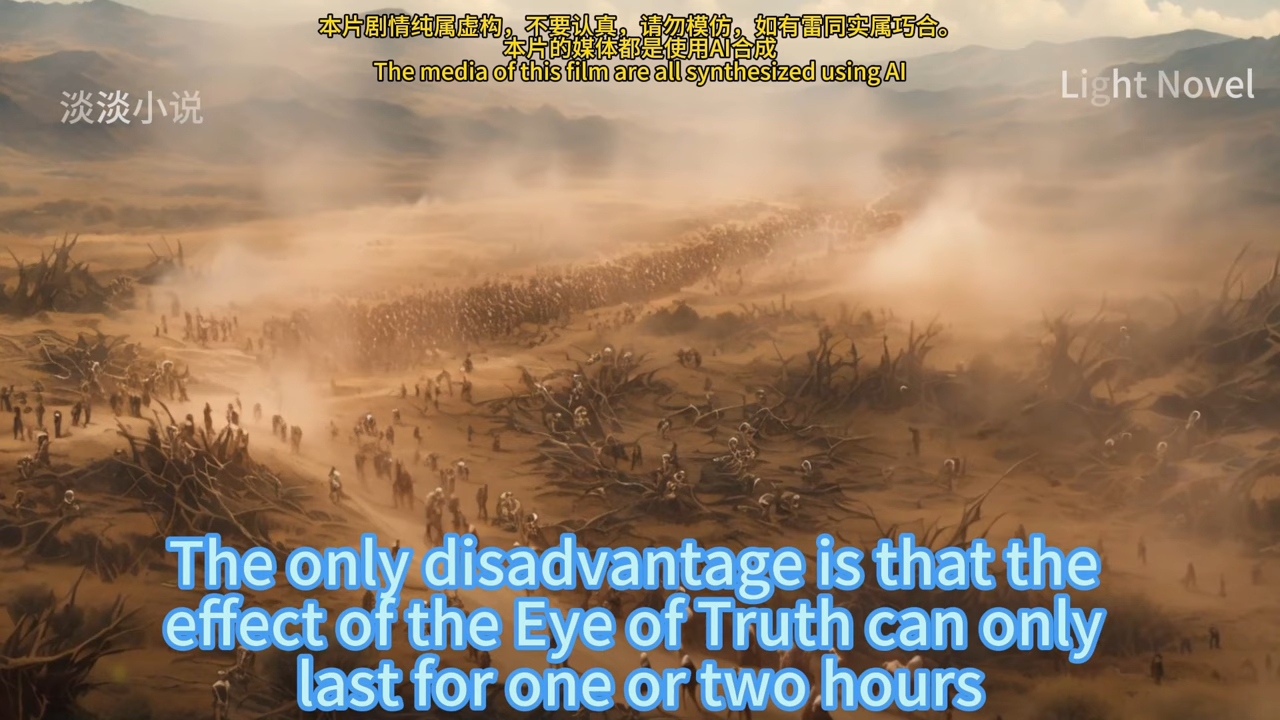 本片剧情纯属虚构，不要认真，请勿模仿，如有雷同实属巧合。
本片的媒体都是使用AI合成
The media of this film are all synthesized using AI
淡淡小说
Light Novel
The only disadvantage is that the
effect of the Eye of Truth can only
last for one or two hours